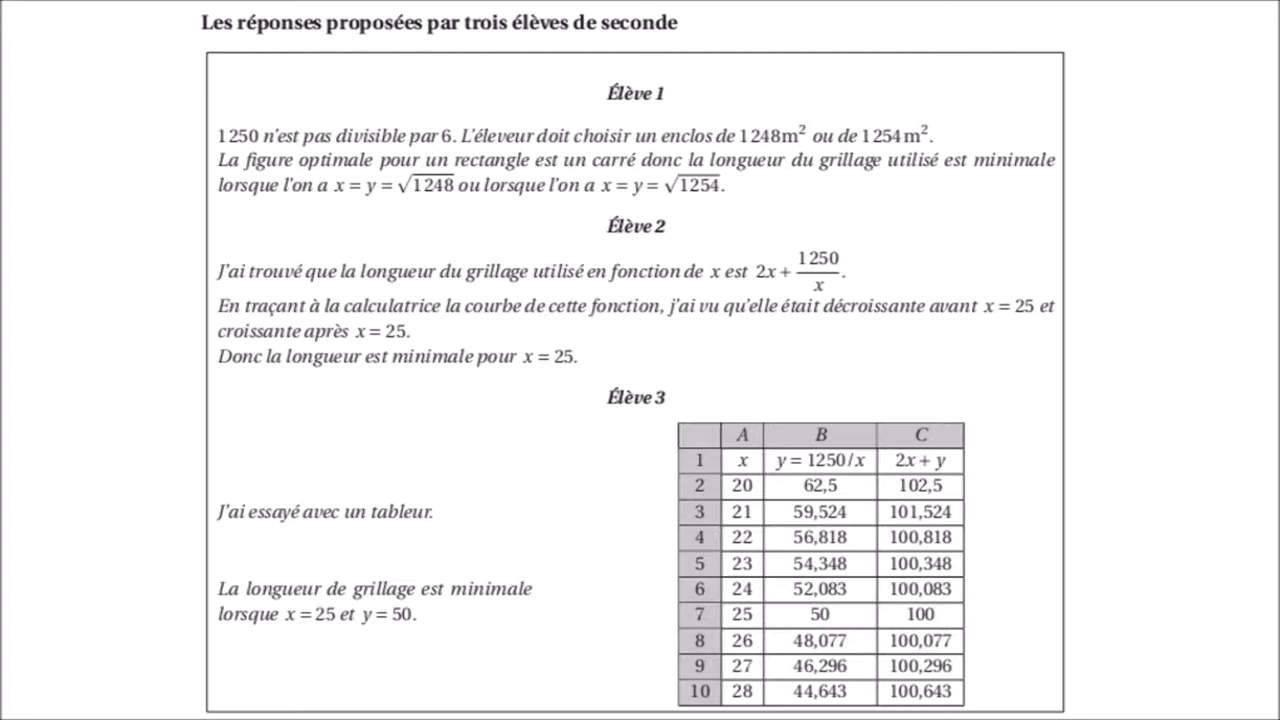 Les réponses proposées par trois élèves de seconde
Élève 1
1250 n'est pas divisible par 6. L'éleveur doit choisir un enclos de 1248 m² ou de 1254 m².
La figure optimale pour un rectangle est un carré donc la longueur du grillage utilisé est minimale
lorsque l'on a x = y = √1248 ou lorsque l'on a x = y = √1254.
Élève 2
J'ai trouvé que la longueur du grillage utilisé en fonction de x est 2x + 1250/x.
En traçant à la calculatrice la courbe de cette fonction, j'ai vu qu'elle était décroissante avant x = 25 et
croissante après x = 25.
Donc la longueur est minimale pour x = 25.
Élève 3
J'ai essayé avec un tableur.
La longueur de grillage est minimale
lorsque x = 25 et y = 50.
A B C
1 x y = 1250/x 2x + y
2 20 62,5 102,5
3 21 59,524 101,524
4 22 56,818 100,818
5 23 54,348 100,348
6 24 52,083 100,083
7 25 50 100
8 26 48,077 100,077
9 27 46,296 100,296
10 28 44,643 100,643